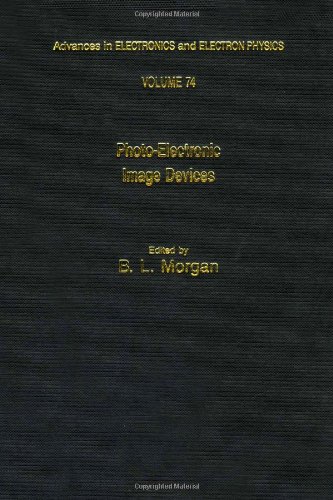 Advances in ELECTRONICS and ELECTRON PHYSICS
VOLUME 74
Photo-Electronic
Image Devices
Edited by
B. L. Morgan